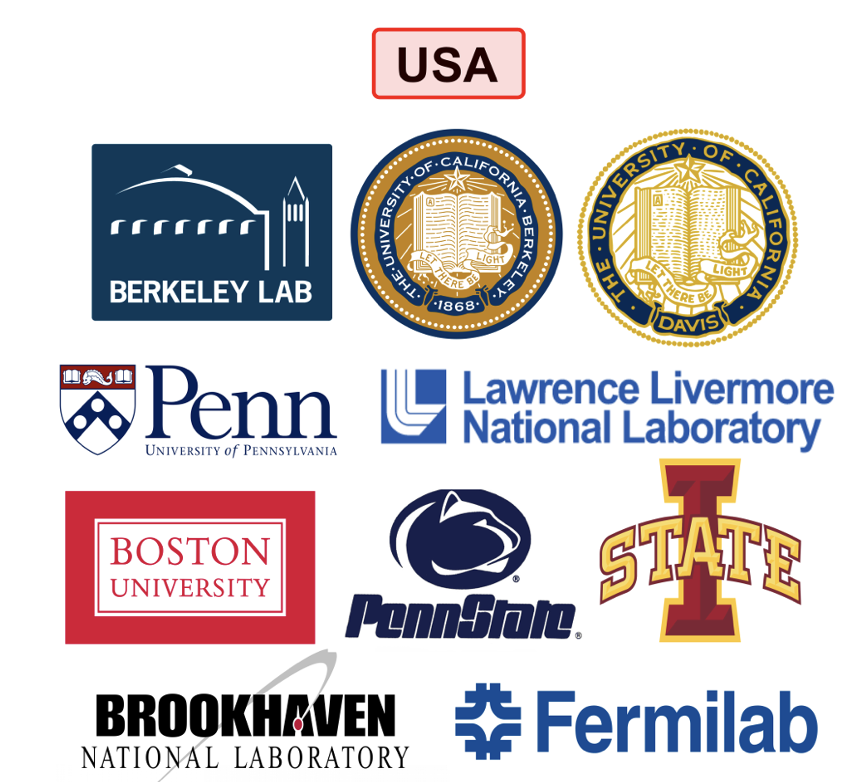 USA
BERKELEY LAB
·THE·UNIVERSITY·OF·CALIFORNIA·BERKELEY·
A
LET THERE BE
LIGHT
·1868·
THE · UNIVERSITY · OF · CALIFORNIA
A
LET THERE BE
LIGHT
DAVIS
Penn
UNIVERSITY of PENNSYLVANIA
Lawrence Livermore
National Laboratory
BOSTON
UNIVERSITY
®
PennState®
I
STATE
BROOKHAVEN
NATIONAL LABORATORY
Fermilab